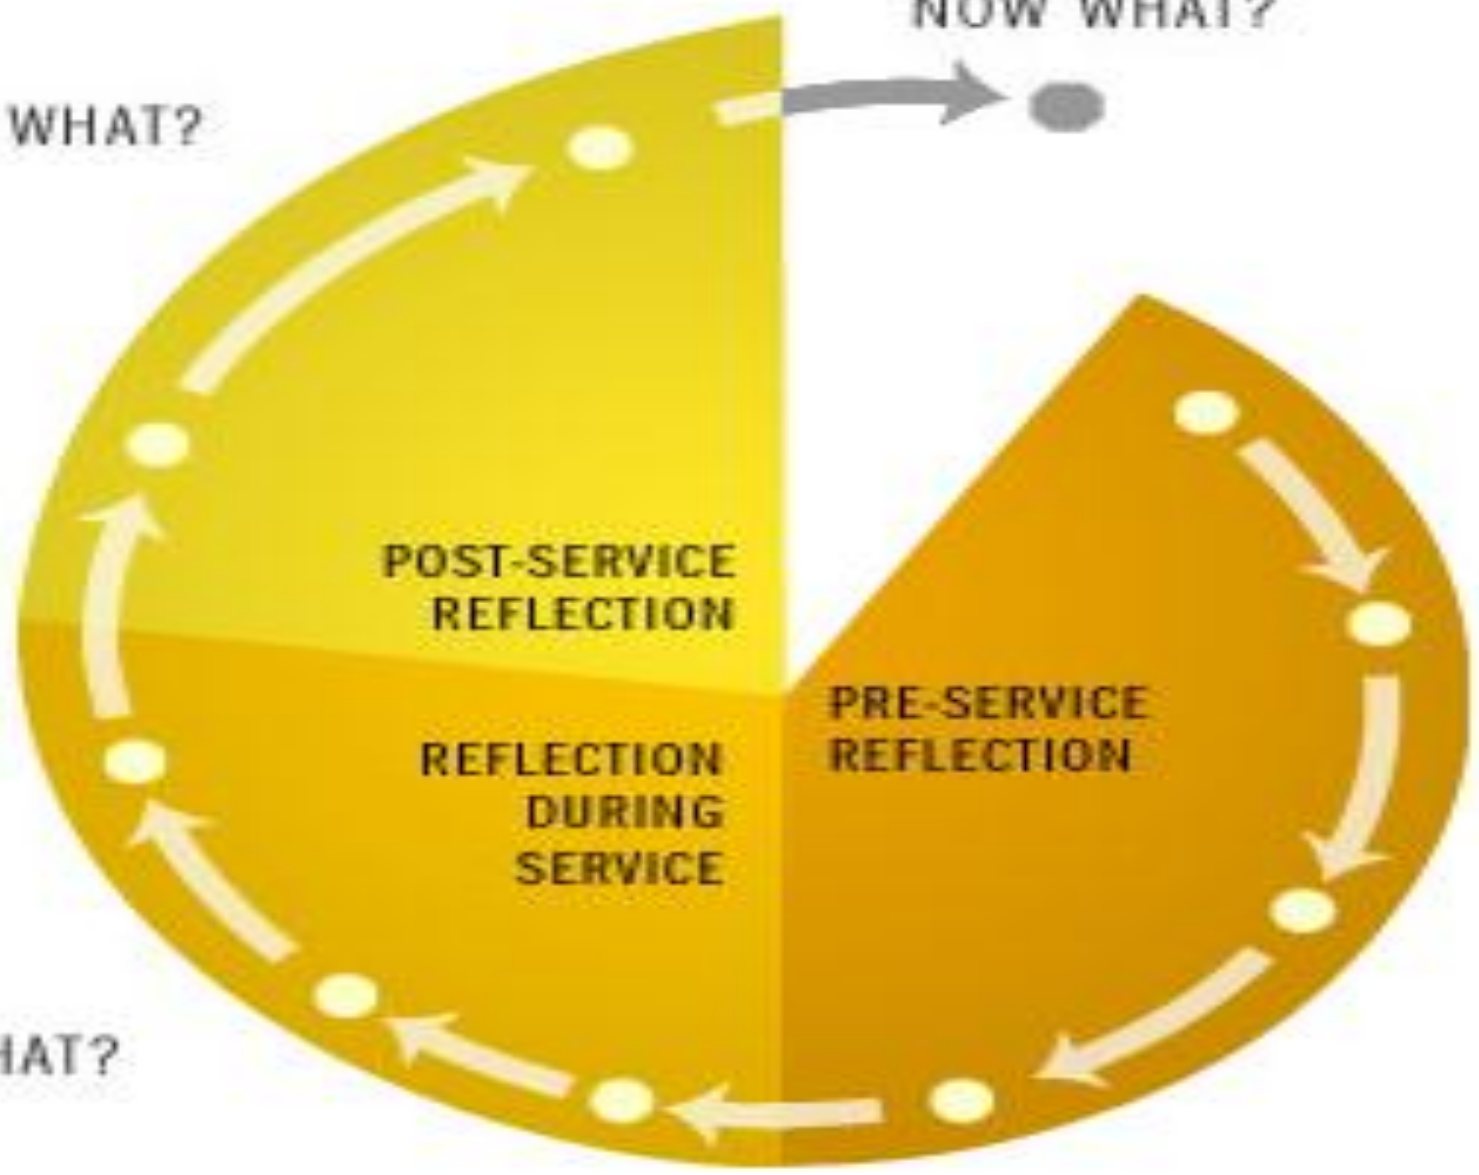 NOW WHAT?
WHAT?
POST-SERVICE
REFLECTION
PRE-SERVICE
REFLECTION
REFLECTION
DURING
SERVICE
HAT?